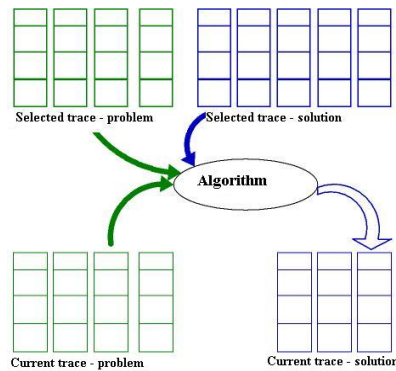 Selected trace - problem
Selected trace - solution
Algorithm
Current trace - problem
Current trace - solution